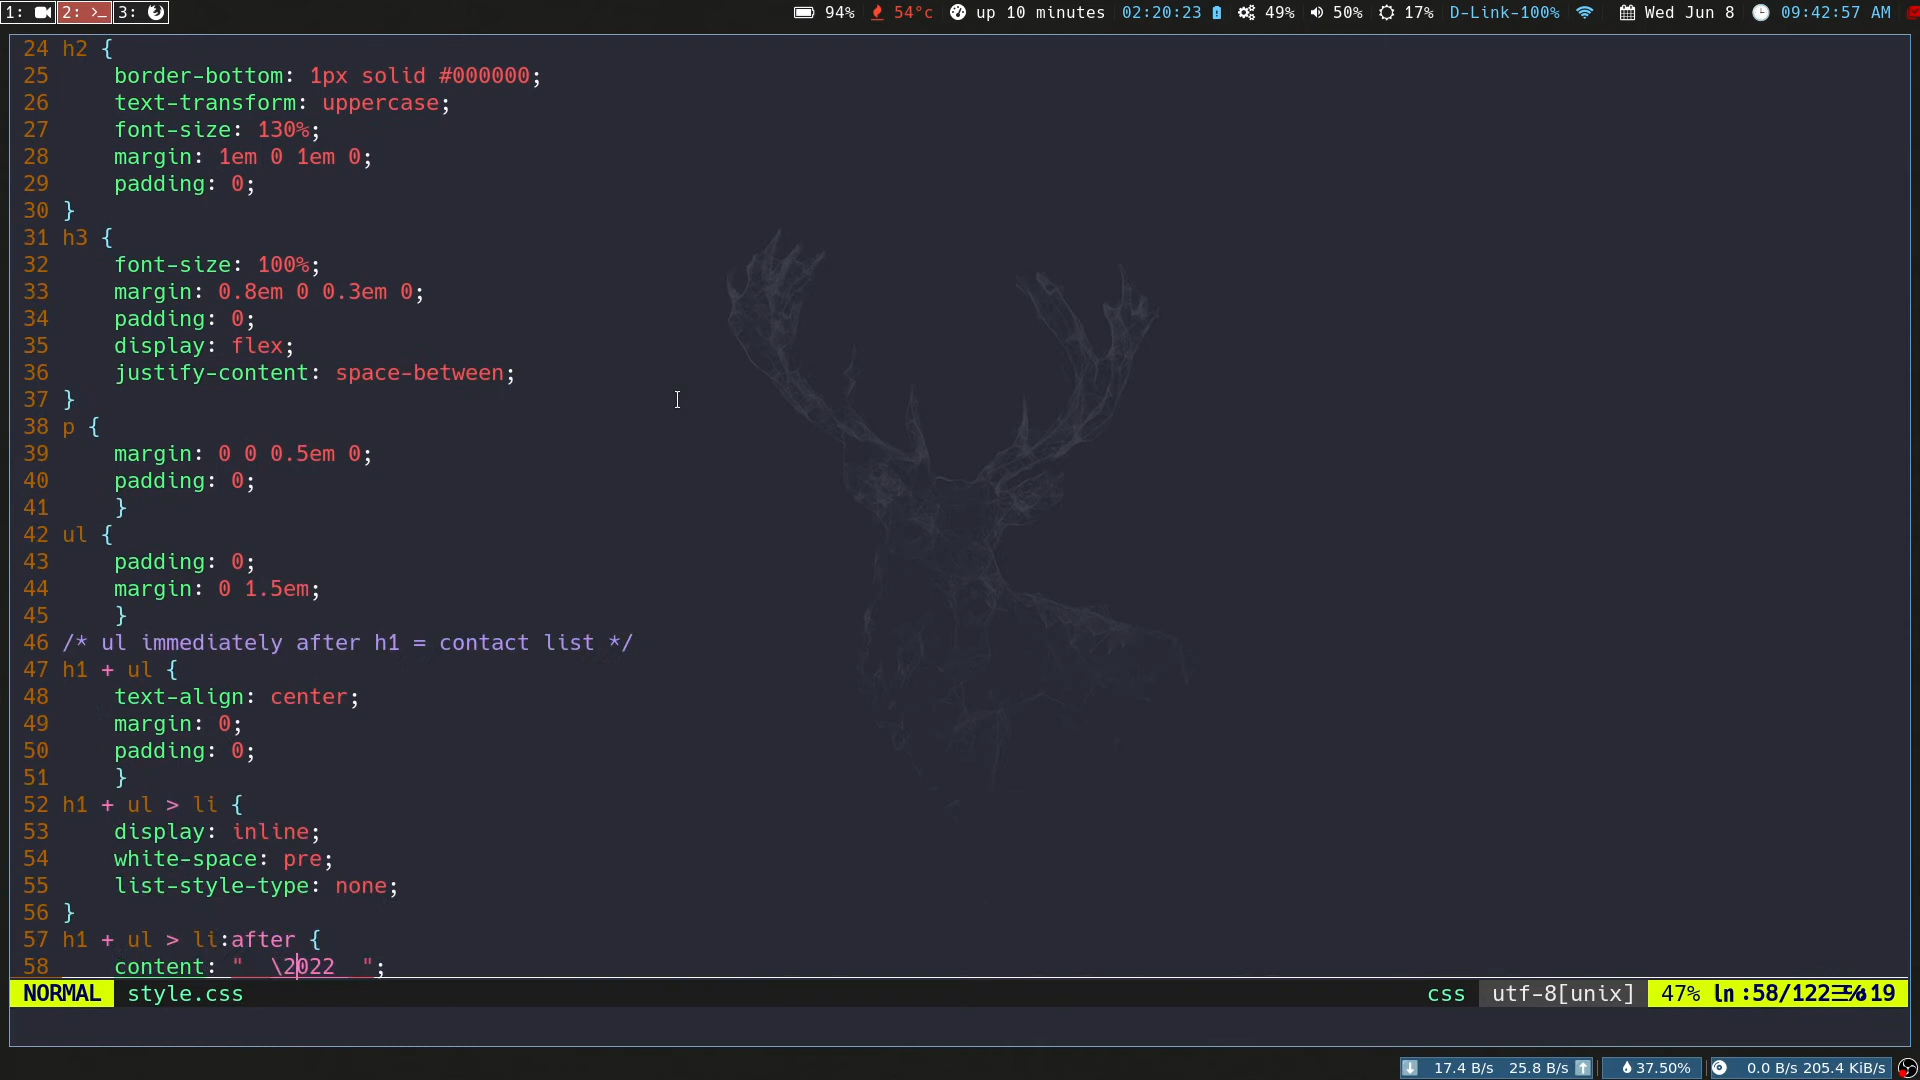 1: 2: >_ 3: 94% 54°c up 10 minutes 02:20:23 49% 50% 17% D-Link-100% Wed Jun 8 09:42:57 AM
24 h2 {
25 border-bottom: 1px solid #000000;
26 text-transform: uppercase;
27 font-size: 130%;
28 margin: 1em 0 1em 0;
29 padding: 0;
30 }
31 h3 {
32 font-size: 100%;
33 margin: 0.8em 0 0.3em 0;
34 padding: 0;
35 display: flex;
36 justify-content: space-between;
37 }
38 p {
39 margin: 0 0 0.5em 0;
40 padding: 0;
41 }
42 ul {
43 padding: 0;
44 margin: 0 1.5em;
45 }
46 /* ul immediately after h1 = contact list */
47 h1 + ul {
48 text-align: center;
49 margin: 0;
50 padding: 0;
51 }
52 h1 + ul > li {
53 display: inline;
54 white-space: pre;
55 list-style-type: none;
56 }
57 h1 + ul > li:after {
58 content: "  \2022  ";
NORMAL style.css css utf-8[unix] 47% ln:58/122 19
17.4 B/s 25.8 B/s 37.50% 0.0 B/s 205.4 KiB/s